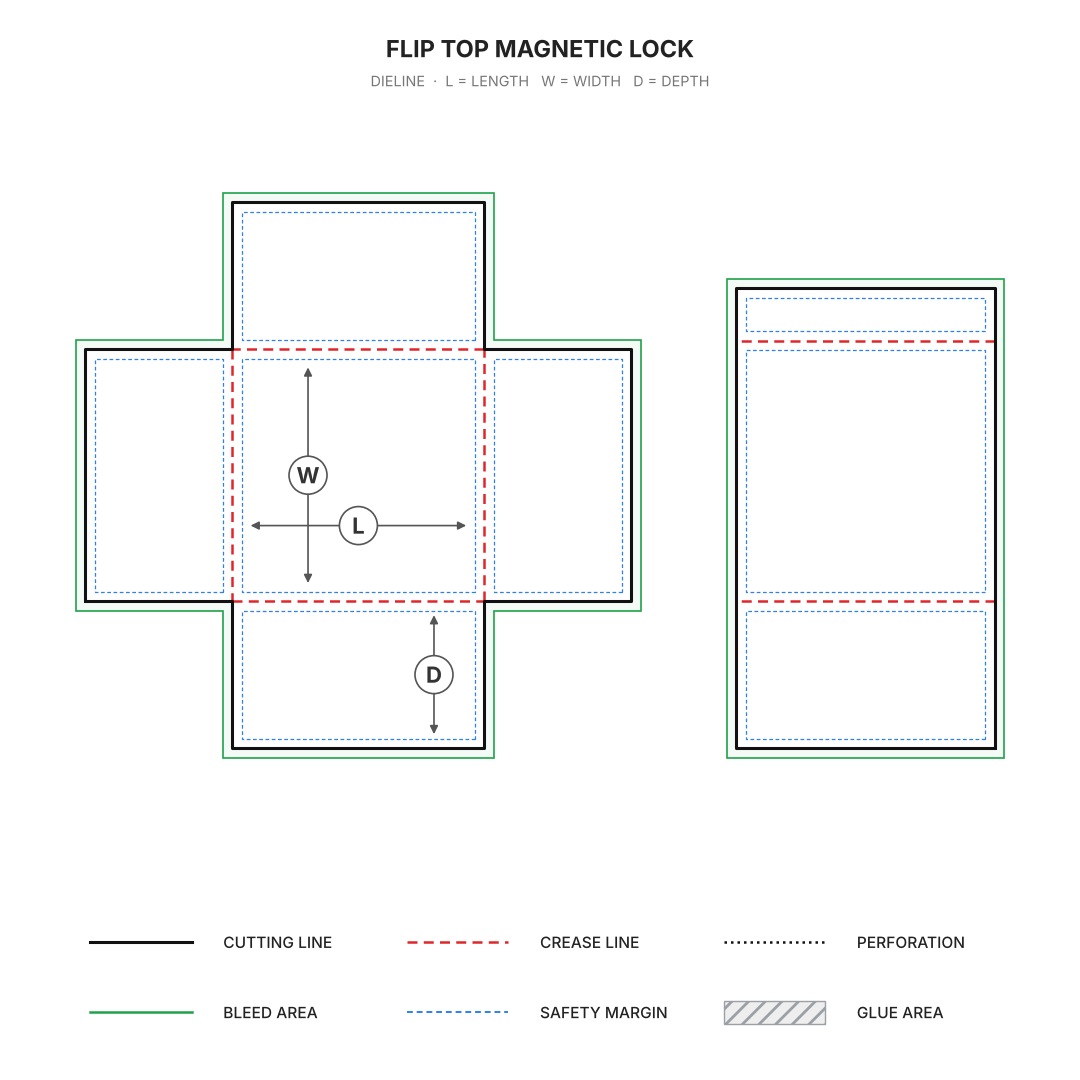 FLIP TOP MAGNETIC LOCK
DIELINE · L = LENGTH W = WIDTH D = DEPTH
W
L
D
CUTTING LINE
CREASE LINE
PERFORATION
BLEED AREA
SAFETY MARGIN
GLUE AREA